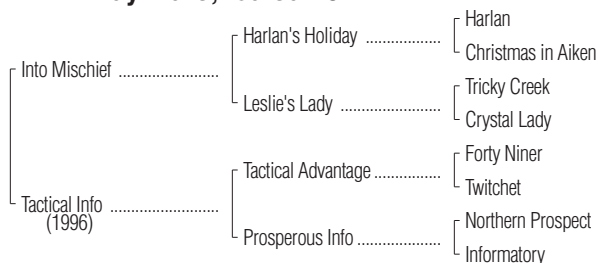 Harlan
Harlan's Holiday ..................
Christmas in Aiken
Into Mischief ........................
Tricky Creek
Leslie's Lady ........................
Crystal Lady
Forty Niner
Tactical Advantage ................
Twitchet
Tactical Info ..........................
(1996)
Northern Prospect
Prosperous Info ...................
Informatory